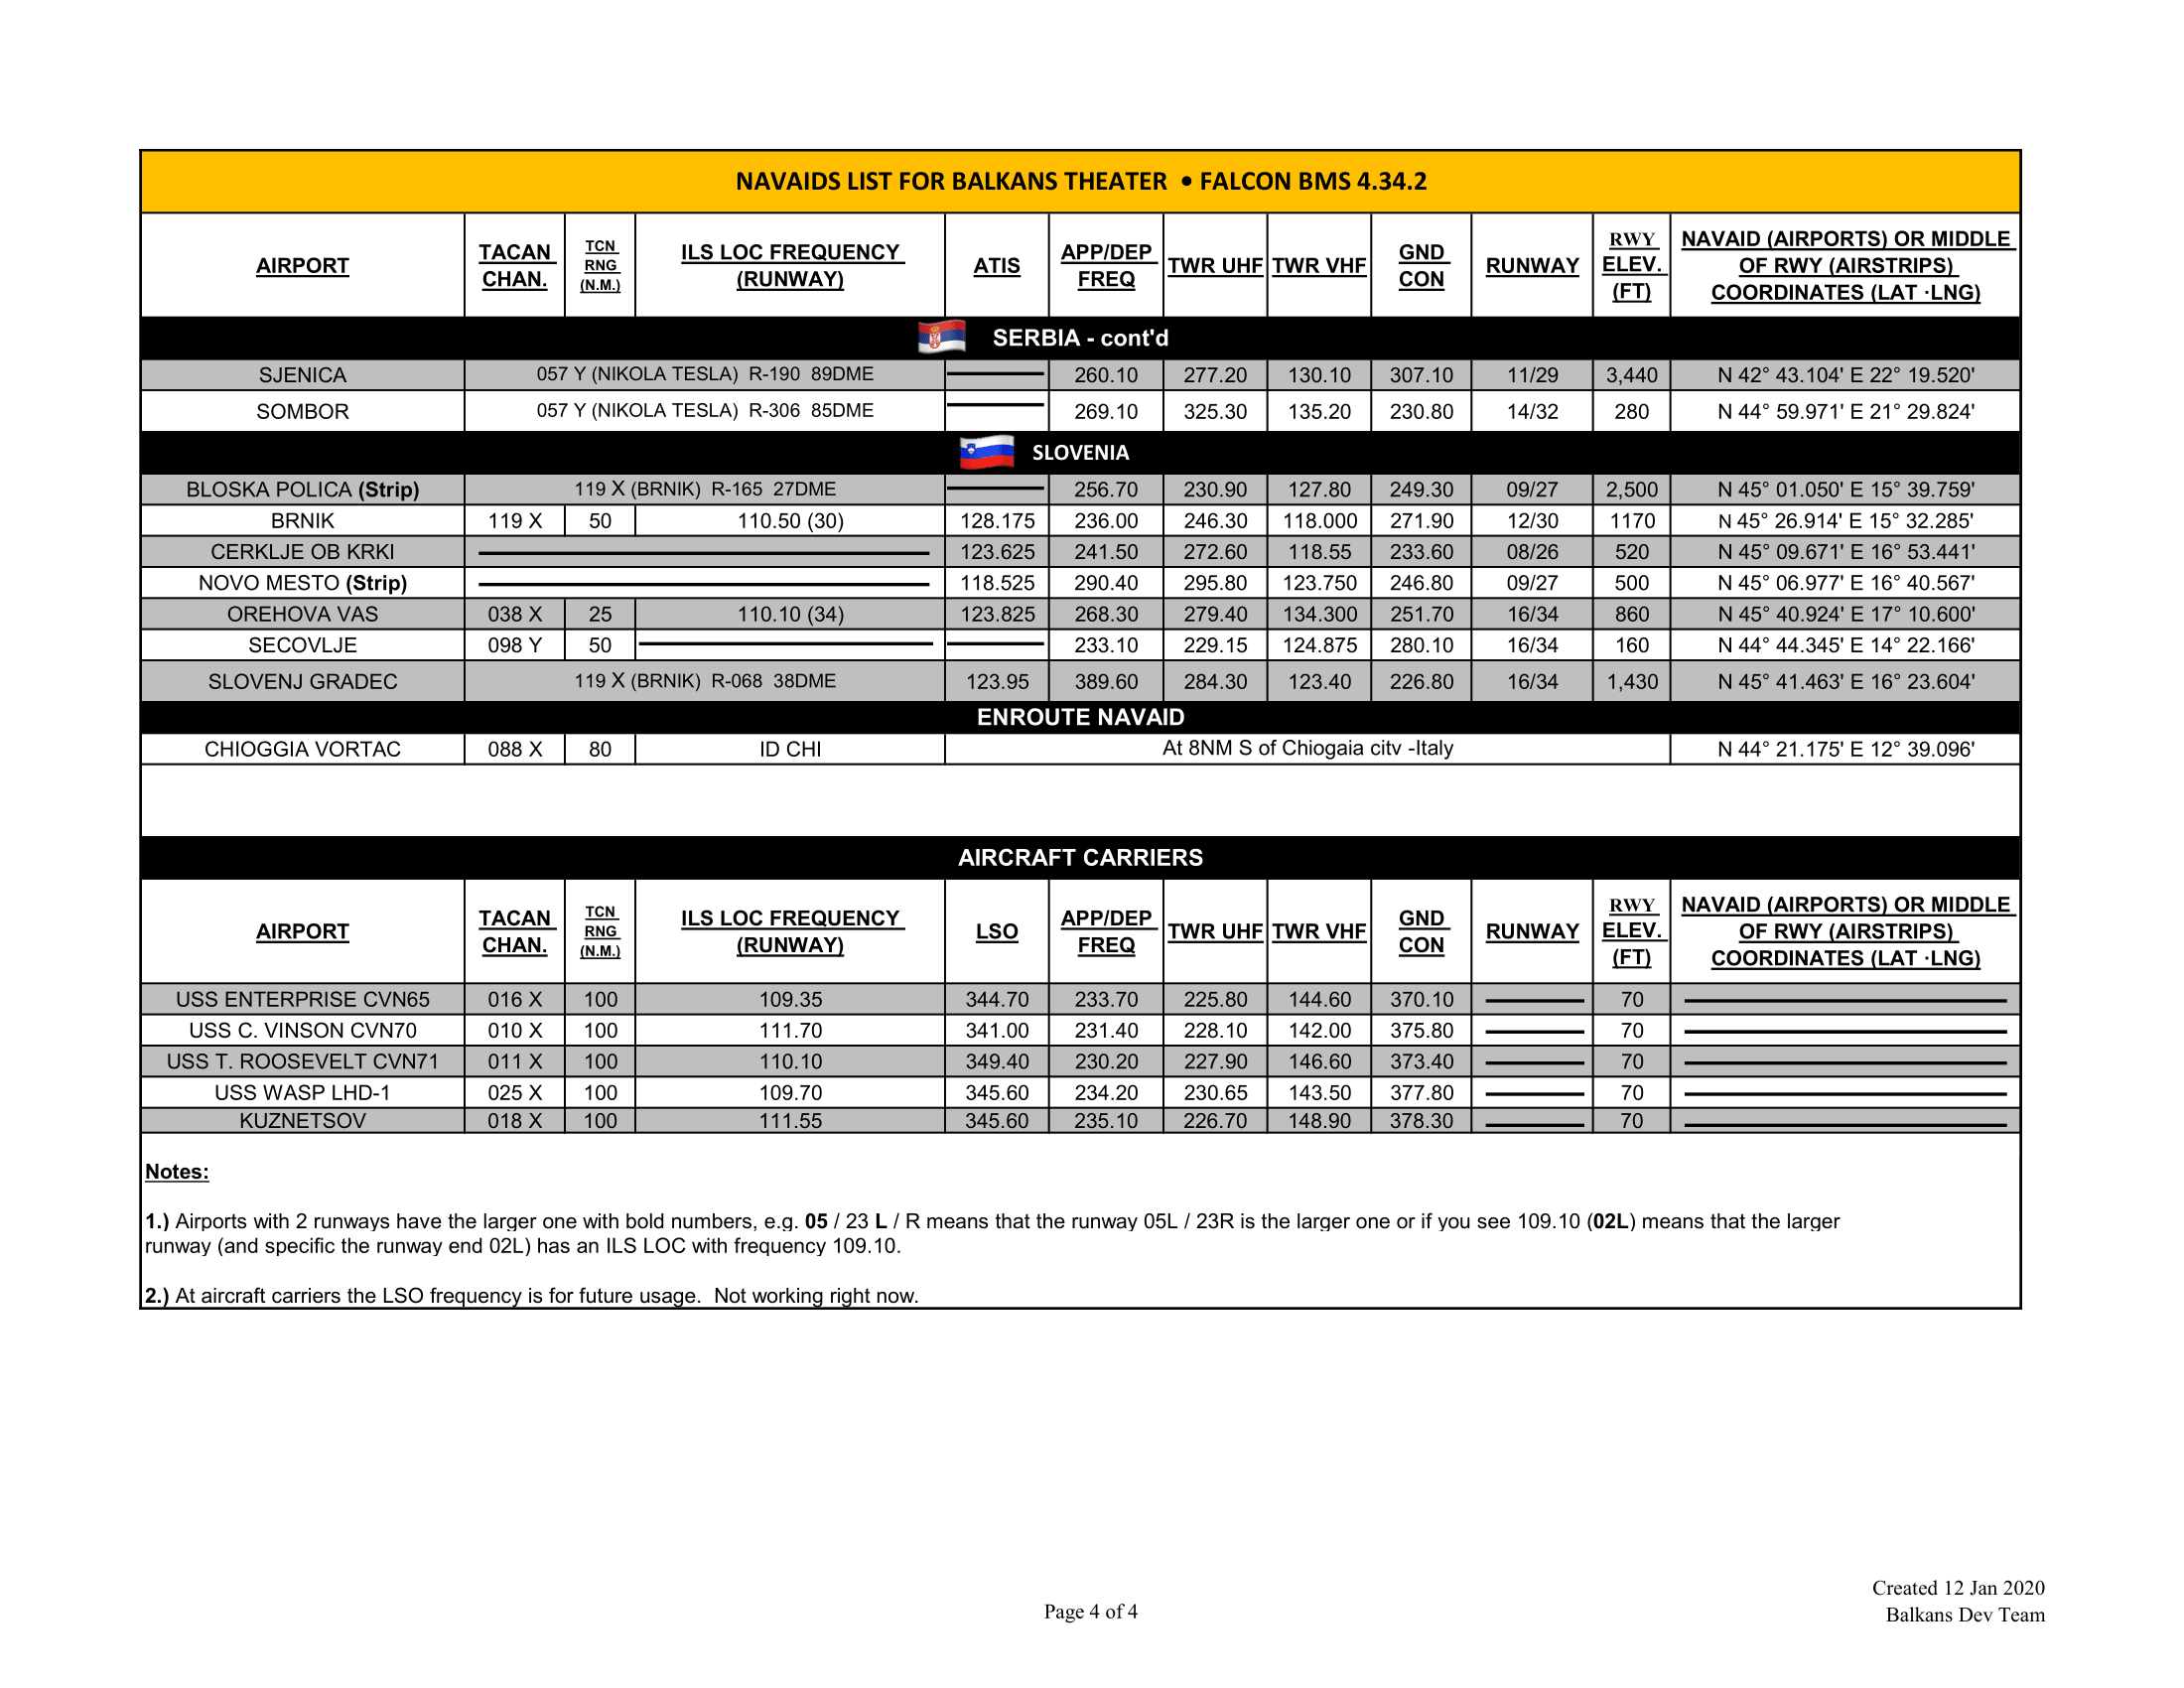 NAVAIDS LIST FOR BALKANS THEATER • FALCON BMS 4.34.2
AIRPORT TACAN CHAN. TCN RNG (N.M.) ILS LOC FREQUENCY (RUNWAY) ATIS APP/DEP FREQ TWR UHF TWR VHF GND CON RUNWAY RWY ELEV. (FT) NAVAID (AIRPORTS) OR MIDDLE OF RWY (AIRSTRIPS) COORDINATES (LAT ·LNG)
SERBIA - cont'd
SJENICA 057 Y (NIKOLA TESLA) R-190 89DME 260.10 277.20 130.10 307.10 11/29 3,440 N 42° 43.104' E 22° 19.520'
SOMBOR 057 Y (NIKOLA TESLA) R-306 85DME 269.10 325.30 135.20 230.80 14/32 280 N 44° 59.971' E 21° 29.824'
SLOVENIA
BLOSKA POLICA (Strip) 119 X (BRNIK) R-165 27DME 256.70 230.90 127.80 249.30 09/27 2,500 N 45° 01.050' E 15° 39.759'
BRNIK 119 X 50 110.50 (30) 128.175 236.00 246.30 118.000 271.90 12/30 1170 N 45° 26.914' E 15° 32.285'
CERKLJE OB KRKI 123.625 241.50 272.60 118.55 233.60 08/26 520 N 45° 09.671' E 16° 53.441'
NOVO MESTO (Strip) 118.525 290.40 295.80 123.750 246.80 09/27 500 N 45° 06.977' E 16° 40.567'
OREHOVA VAS 038 X 25 110.10 (34) 123.825 268.30 279.40 134.300 251.70 16/34 860 N 45° 40.924' E 17° 10.600'
SECOVLJE 098 Y 50 233.10 229.15 124.875 280.10 16/34 160 N 44° 44.345' E 14° 22.166'
SLOVENJ GRADEC 119 X (BRNIK) R-068 38DME 123.95 389.60 284.30 123.40 226.80 16/34 1,430 N 45° 41.463' E 16° 23.604'
ENROUTE NAVAID
CHIOGGIA VORTAC 088 X 80 ID CHI At 8NM S of Chiogaia citv -Italy N 44° 21.175' E 12° 39.096'
AIRCRAFT CARRIERS
AIRPORT TACAN CHAN. TCN RNG (N.M.) ILS LOC FREQUENCY (RUNWAY) LSO APP/DEP FREQ TWR UHF TWR VHF GND CON RUNWAY RWY ELEV. (FT) NAVAID (AIRPORTS) OR MIDDLE OF RWY (AIRSTRIPS) COORDINATES (LAT ·LNG)
USS ENTERPRISE CVN65 016 X 100 109.35 344.70 233.70 225.80 144.60 370.10 70
USS C. VINSON CVN70 010 X 100 111.70 341.00 231.40 228.10 142.00 375.80 70
USS T. ROOSEVELT CVN71 011 X 100 110.10 349.40 230.20 227.90 146.60 373.40 70
USS WASP LHD-1 025 X 100 109.70 345.60 234.20 230.65 143.50 377.80 70
KUZNETSOV 018 X 100 111.55 345.60 235.10 226.70 148.90 378.30 70
Notes:
1.) Airports with 2 runways have the larger one with bold numbers, e.g. 05 / 23 L / R means that the runway 05L / 23R is the larger one or if you see 109.10 (02L) means that the larger
runway (and specific the runway end 02L) has an ILS LOC with frequency 109.10.
2.) At aircraft carriers the LSO frequency is for future usage. Not working right now.
Created 12 Jan 2020
Page 4 of 4
Balkans Dev Team